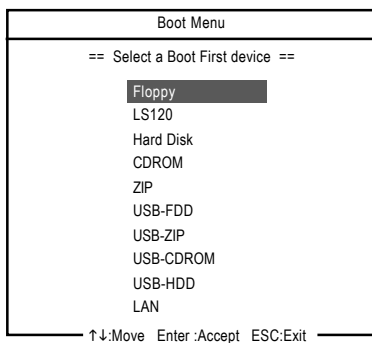 Boot Menu
== Select a Boot First device ==
Floppy
LS120
Hard Disk
CDROM
ZIP
USB-FDD
USB-ZIP
USB-CDROM
USB-HDD
LAN
↑↓:Move Enter :Accept ESC:Exit